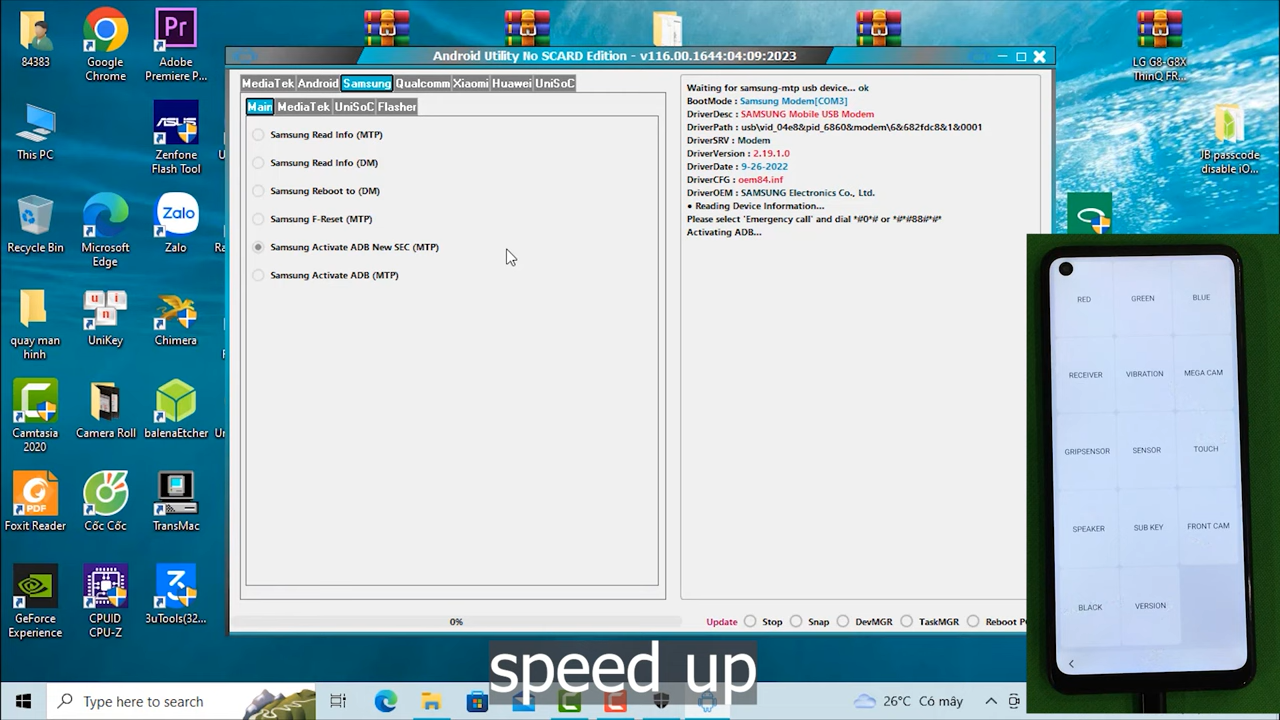 84383
Google
Chrome
Adobe
Premiere P...
LG G8-G8X
ThinQ FR...
This PC
Zenfone
Flash Tool
JB passcode
disable iO...
Recycle Bin
Microsoft
Edge
Zalo
quay man
hinh
UniKey
Chimera
Camtasia
2020
Camera Roll
balenaEtcher
Foxit Reader
Cốc Cốc
TransMac
GeForce
Experience
CPUID
CPU-Z
3uTools(32...
Android Utility No SCARD Edition - v116.00.1644:04:09:2023
MediaTek Android Samsung Qualcomm Xiaomi Huawei UniSoC
Main MediaTek UniSoC Flasher
Samsung Read Info (MTP)
Samsung Read Info (DM)
Samsung Reboot to (DM)
Samsung F-Reset (MTP)
Samsung Activate ADB New SEC (MTP)
Samsung Activate ADB (MTP)
Waiting for samsung-mtp usb device... ok
BootMode : Samsung Modem[COM3]
DriverDesc : SAMSUNG Mobile USB Modem
DriverPath : usb\vid_04e8&pid_6860&modem\6&682fdc8&1&0001
DriverSRV : Modem
DriverVersion : 2.19.1.0
DriverDate : 9-26-2022
DriverCFG : oem84.inf
DriverOEM : SAMSUNG Electronics Co., Ltd.
• Reading Device Information...
Please select 'Emergency call' and dial *#0*# or *#*#88#*#*
Activating ADB...
0%
Update Stop Snap DevMGR TaskMGR Reboot P
RED GREEN BLUE
RECEIVER VIBRATION MEGA CAM
GRIPSENSOR SENSOR TOUCH
SPEAKER SUB KEY FRONT CAM
BLACK VERSION
speed up
Type here to search
26°C Có mây